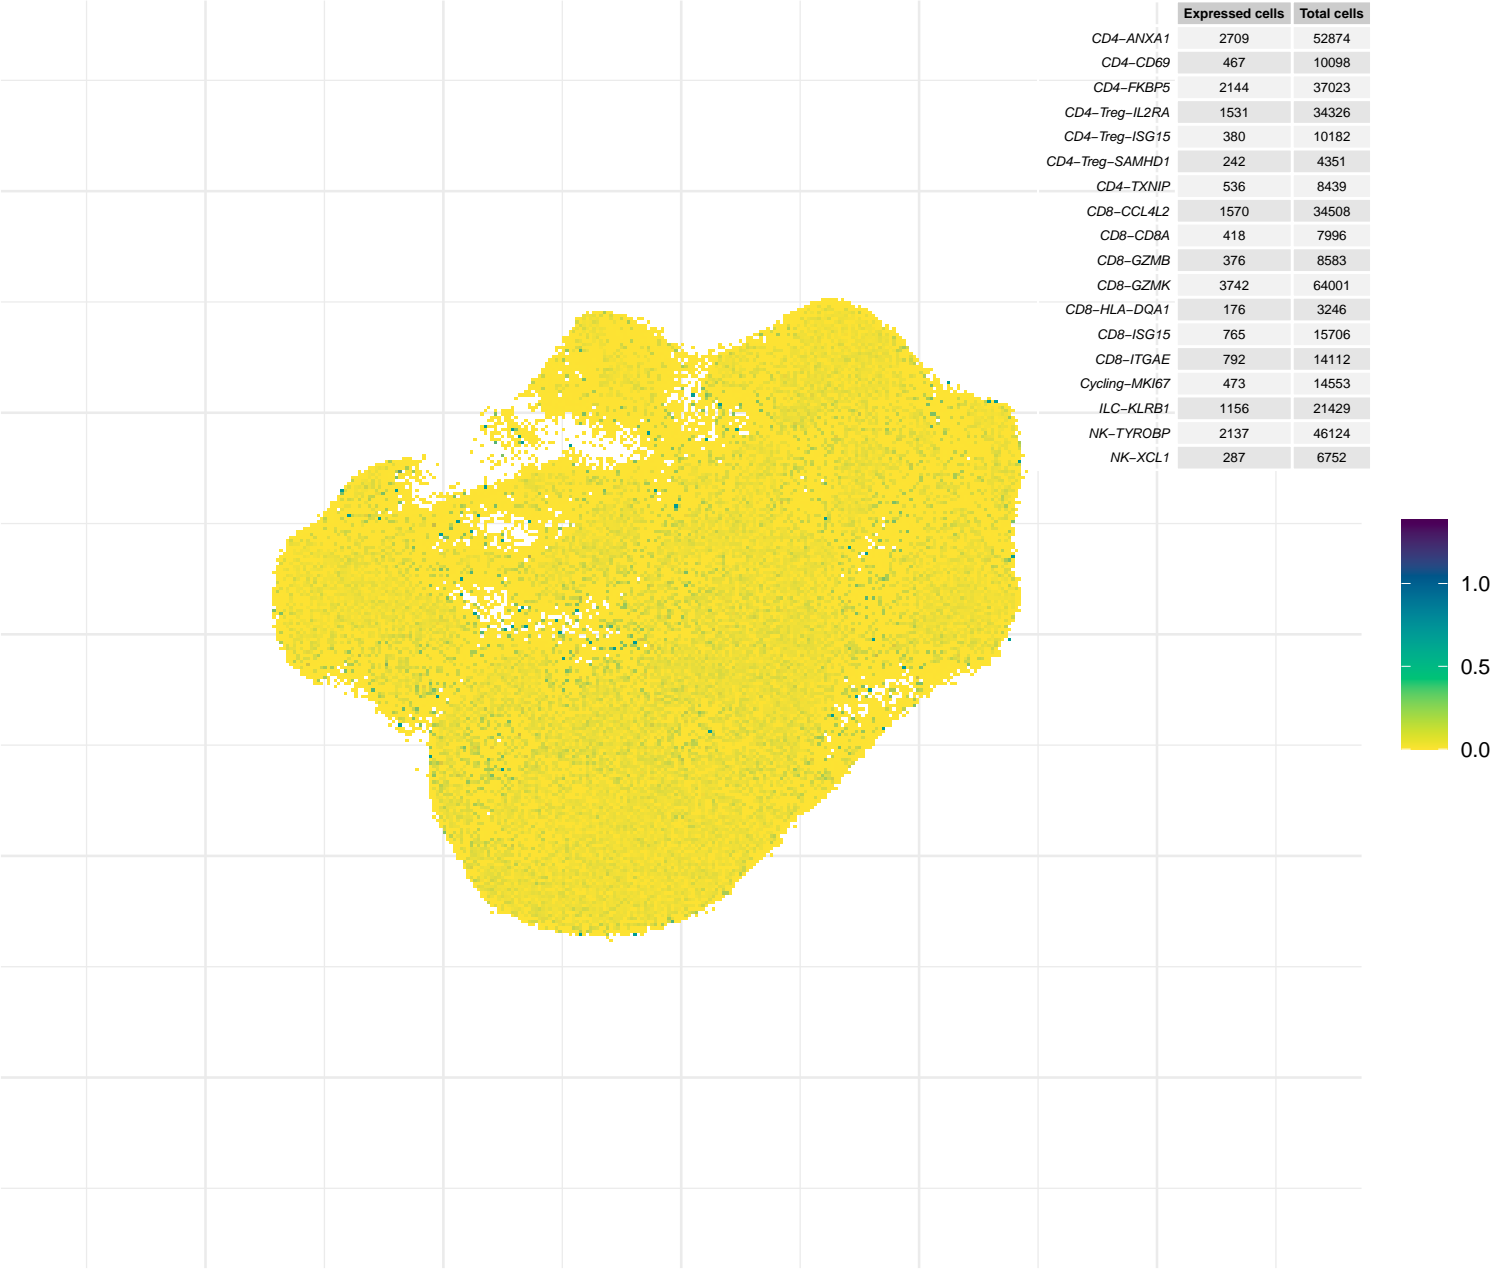 Expressed cells Total cells
CD4−ANXA1 2709 52874
CD4−CD69 467 10098
CD4−FKBP5 2144 37023
CD4−Treg−IL2RA 1531 34326
CD4−Treg−ISG15 380 10182
CD4−Treg−SAMHD1 242 4351
CD4−TXNIP 536 8439
CD8−CCL4L2 1570 34508
CD8−CD8A 418 7996
CD8−GZMB 376 8583
CD8−GZMK 3742 64001
CD8−HLA−DQA1 176 3246
CD8−ISG15 765 15706
CD8−ITGAE 792 14112
Cycling−MKI67 473 14553
ILC−KLRB1 1156 21429
NK−TYROBP 2137 46124
NK−XCL1 287 6752
1.0
0.5
0.0